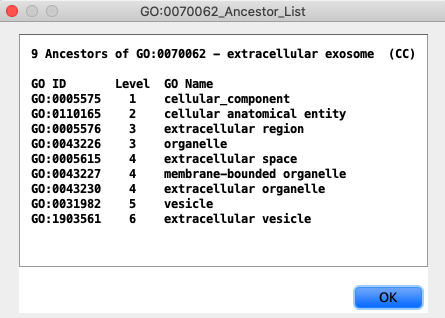 GO:0070062_Ancestor_List
9 Ancestors of GO:0070062 - extracellular exosome (CC)
GO ID Level GO Name
GO:0005575 1 cellular_component
GO:0110165 2 cellular anatomical entity
GO:0005576 3 extracellular region
GO:0043226 3 organelle
GO:0005615 4 extracellular space
GO:0043227 4 membrane-bounded organelle
GO:0043230 4 extracellular organelle
GO:0031982 5 vesicle
GO:1903561 6 extracellular vesicle
OK